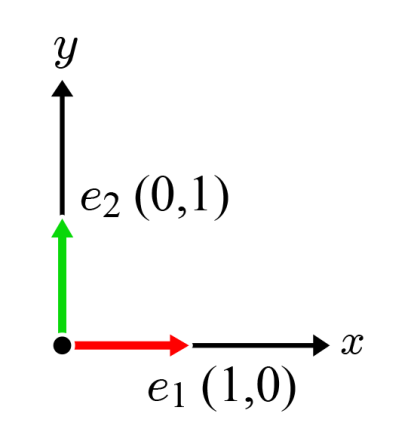 y
e₂ (0,1)
x
e₁ (1,0)